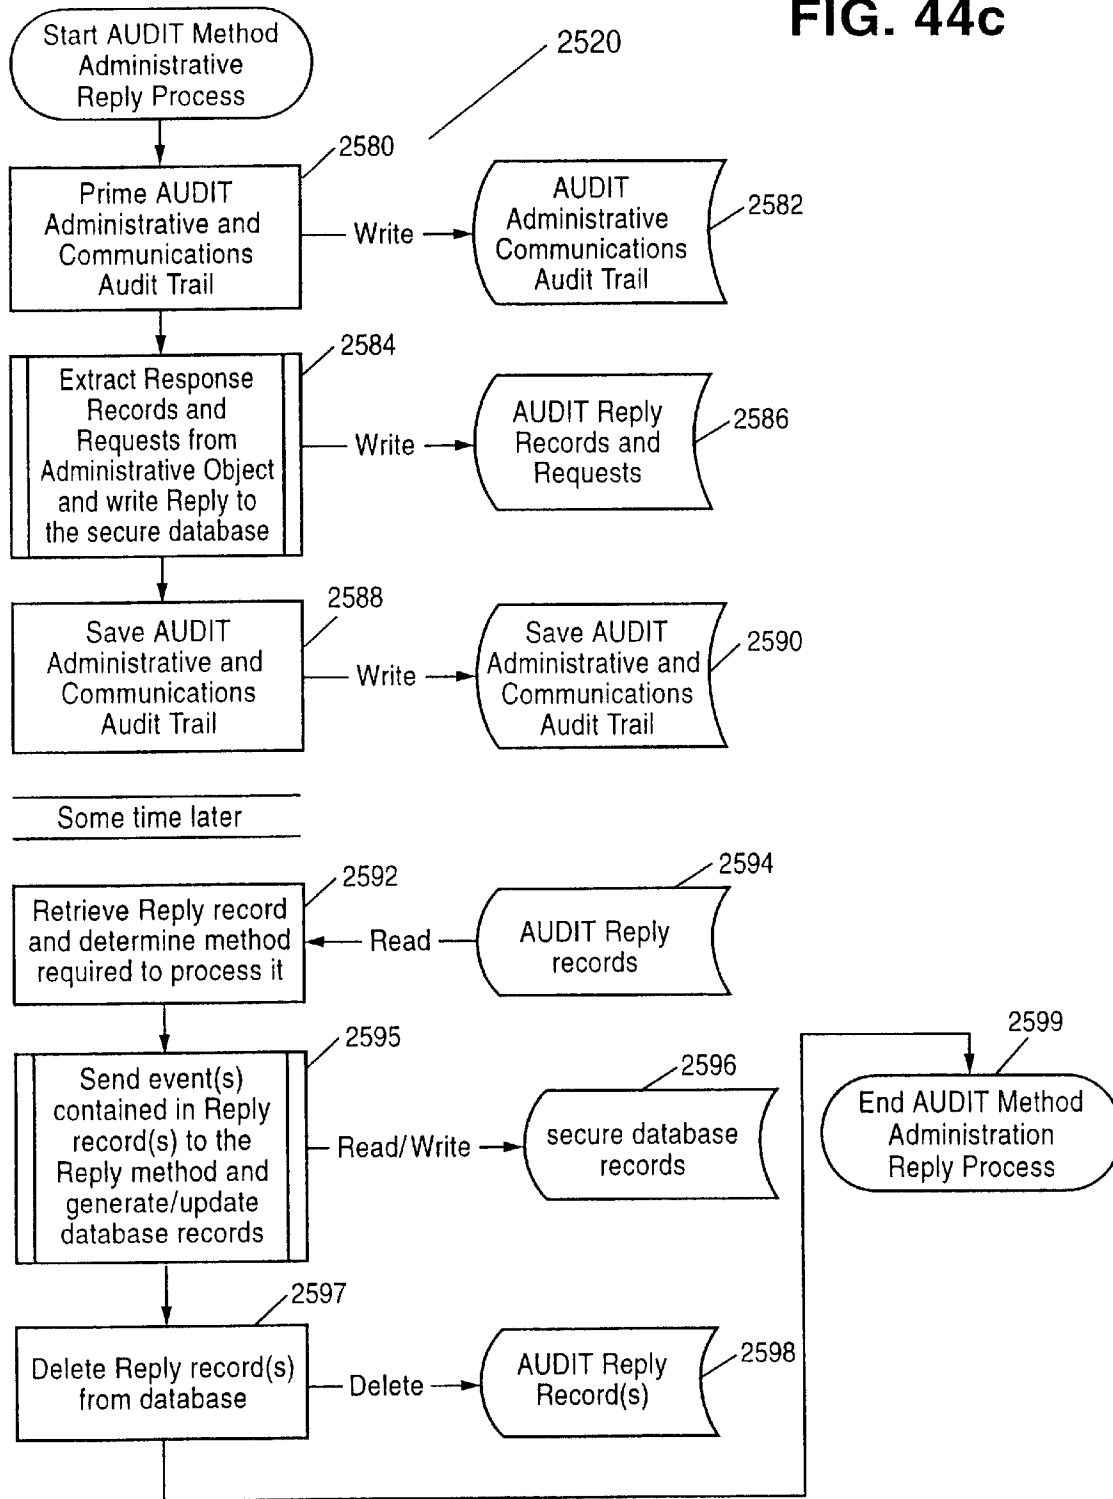 FIG. 44c
Start AUDIT Method
Administrative
Reply Process
2520
2580
Prime AUDIT
Administrative and
Communications
Audit Trail
Write
AUDIT
Administrative
Communications
Audit Trail
2582
2584
Extract Response
Records and
Requests from
Administrative Object
and write Reply to
the secure database
Write
AUDIT Reply
Records and
Requests
2586
2588
Save AUDIT
Administrative and
Communications
Audit Trail
Write
Save AUDIT
Administrative and
Communications
Audit Trail
2590
Some time later
2592
Retrieve Reply record
and determine method
required to process it
Read
2594
AUDIT Reply
records
2595
Send event(s)
contained in Reply
record(s) to the
Reply method and
generate/update
database records
Read/Write
2596
secure database
records
2599
End AUDIT Method
Administration
Reply Process
2597
Delete Reply record(s)
from database
Delete
AUDIT Reply
Record(s)
2598